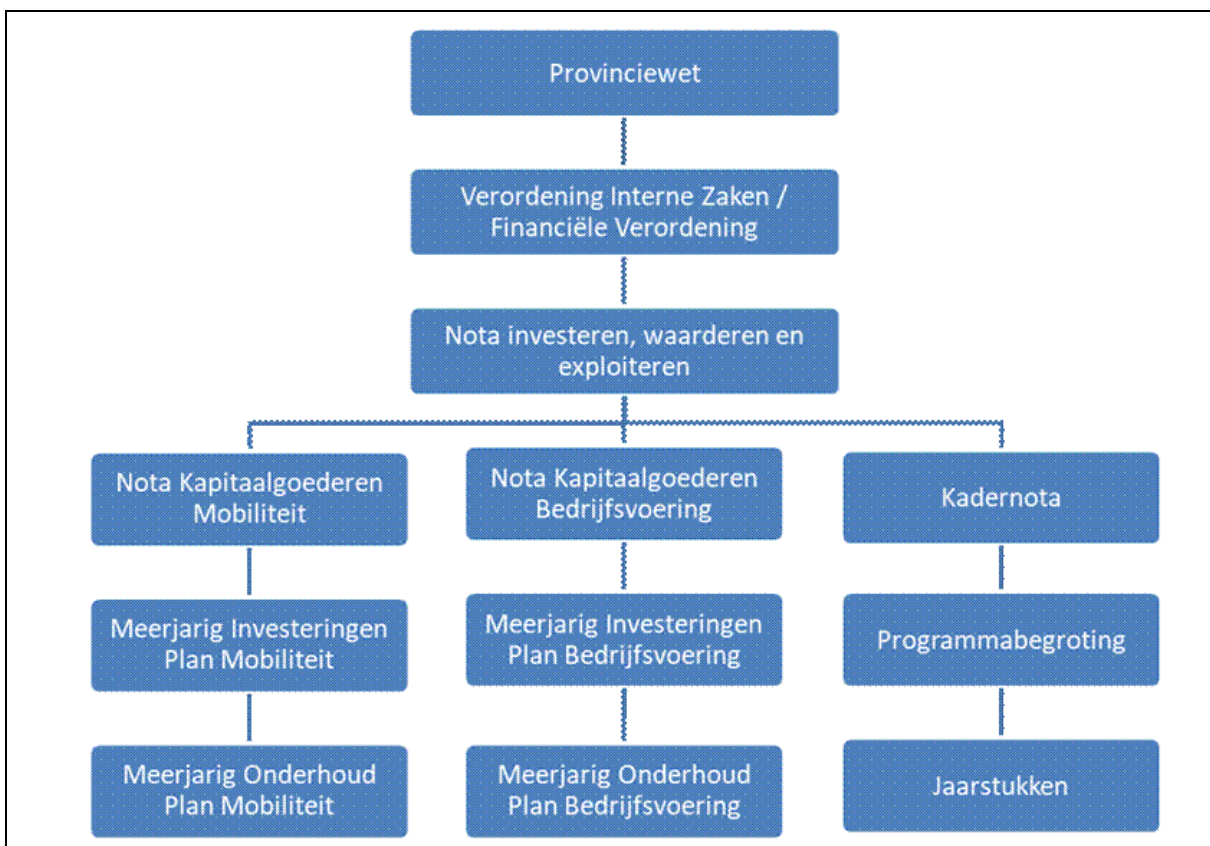 Provinciewet
Verordening Interne Zaken /
Financiële Verordening
Nota investeren, waarderen en
exploiteren
Nota Kapitaalgoederen
Mobiliteit
Nota Kapitaalgoederen
Bedrijfsvoering
Kadernota
Meerjarig Investeringen
Plan Mobiliteit
Meerjarig Investeringen
Plan Bedrijfsvoering
Programmabegroting
Meerjarig Onderhoud
Plan Mobiliteit
Meerjarig Onderhoud
Plan Bedrijfsvoering
Jaarstukken